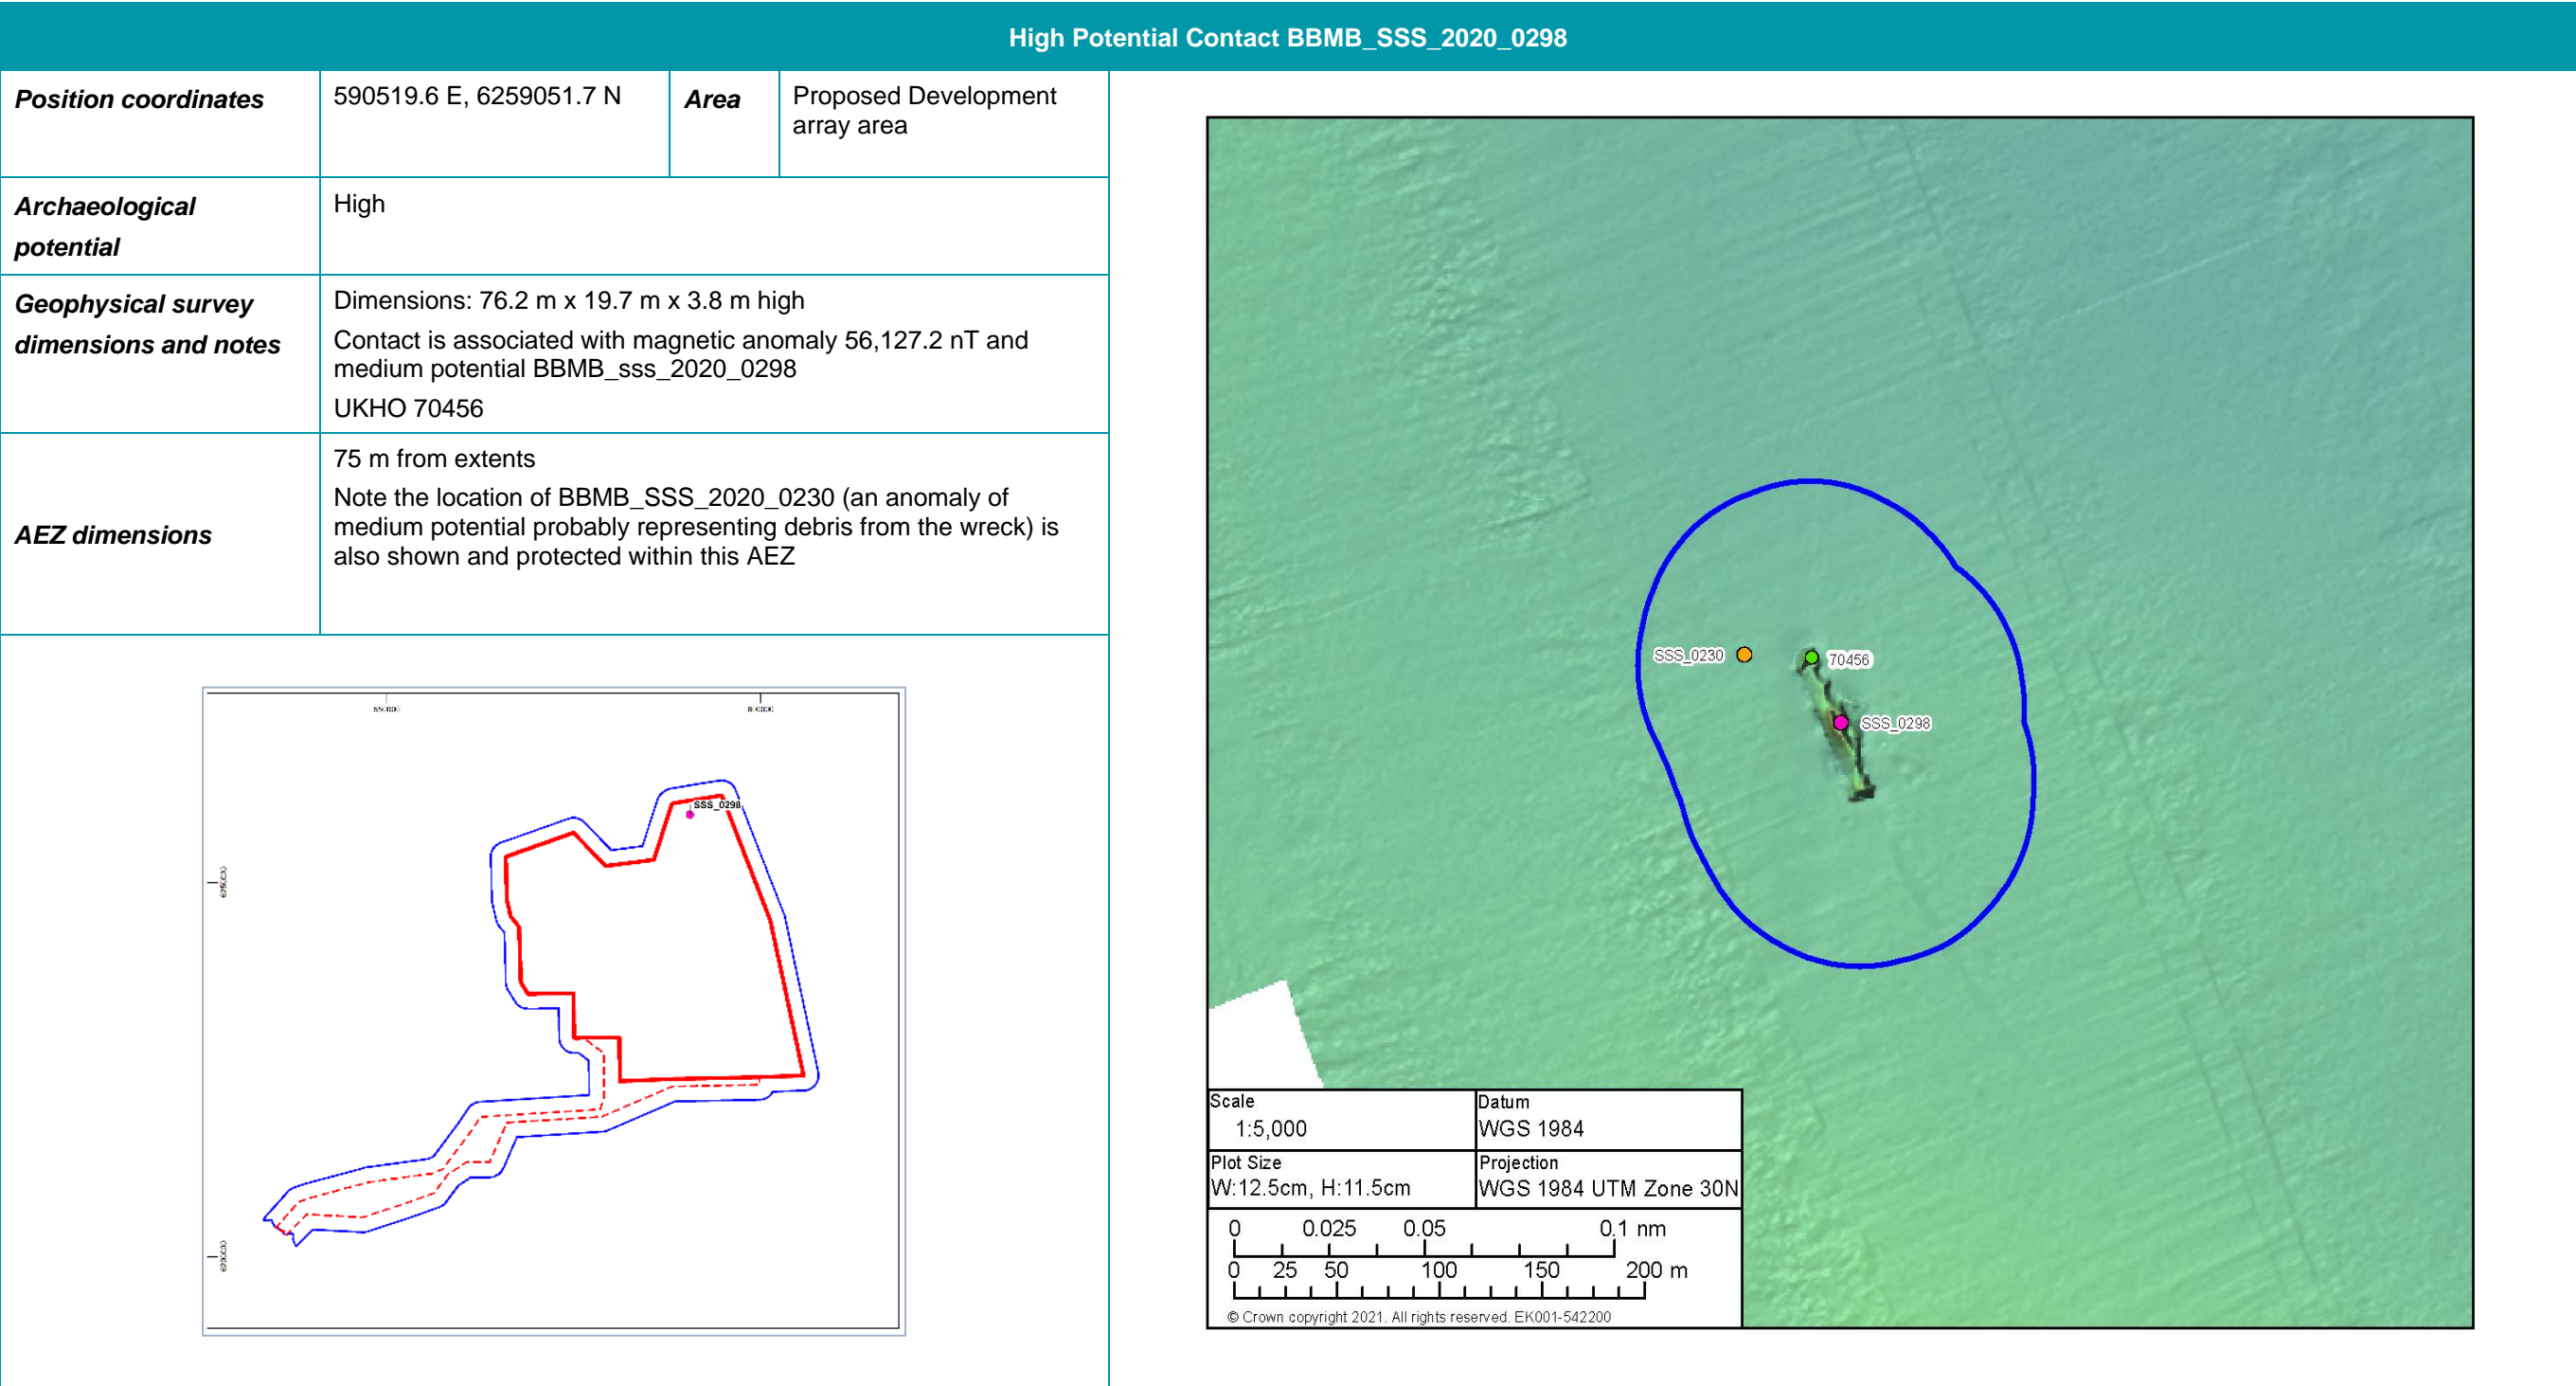 High Potential Contact BBMB_SSS_2020_0298
Position coordinates
590519.6 E, 6259051.7 N
Area
Proposed Development
array area
Archaeological
potential
High
Geophysical survey
dimensions and notes
Dimensions: 76.2 m x 19.7 m x 3.8 m high
Contact is associated with magnetic anomaly 56,127.2 nT and
medium potential BBMB_sss_2020_0298
UKHO 70456
AEZ dimensions
75 m from extents
Note the location of BBMB_SSS_2020_0230 (an anomaly of
medium potential probably representing debris from the wreck) is
also shown and protected within this AEZ
550000
600000
SSS_0298
6250000
6200000
SSS_0230
70456
SSS_0298
Scale
1:5,000
Datum
WGS 1984
Plot Size
W:12.5cm, H:11.5cm
Projection
WGS 1984 UTM Zone 30N
0 0.025 0.05 0.1 nm
0 25 50 100 150 200 m
© Crown copyright 2021. All rights reserved. EK001-542200